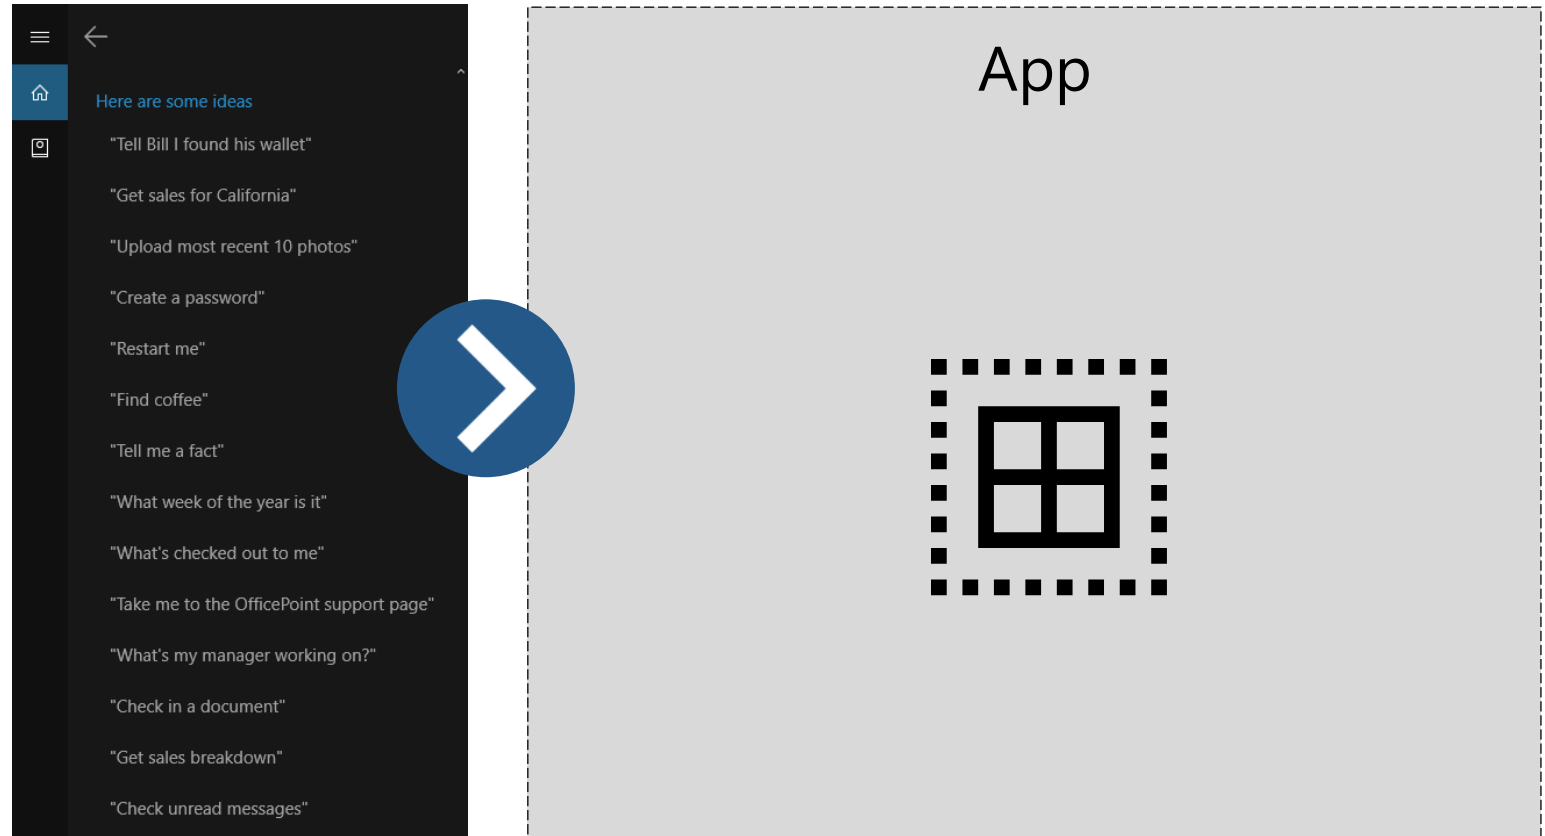 Here are some ideas
"Tell Bill I found his wallet"
"Get sales for California"
"Upload most recent 10 photos"
"Create a password"
"Restart me"
"Find coffee"
"Tell me a fact"
"What week of the year is it"
"What's checked out to me"
"Take me to the OfficePoint support page"
"What's my manager working on?"
"Check in a document"
"Get sales breakdown"
"Check unread messages"
App